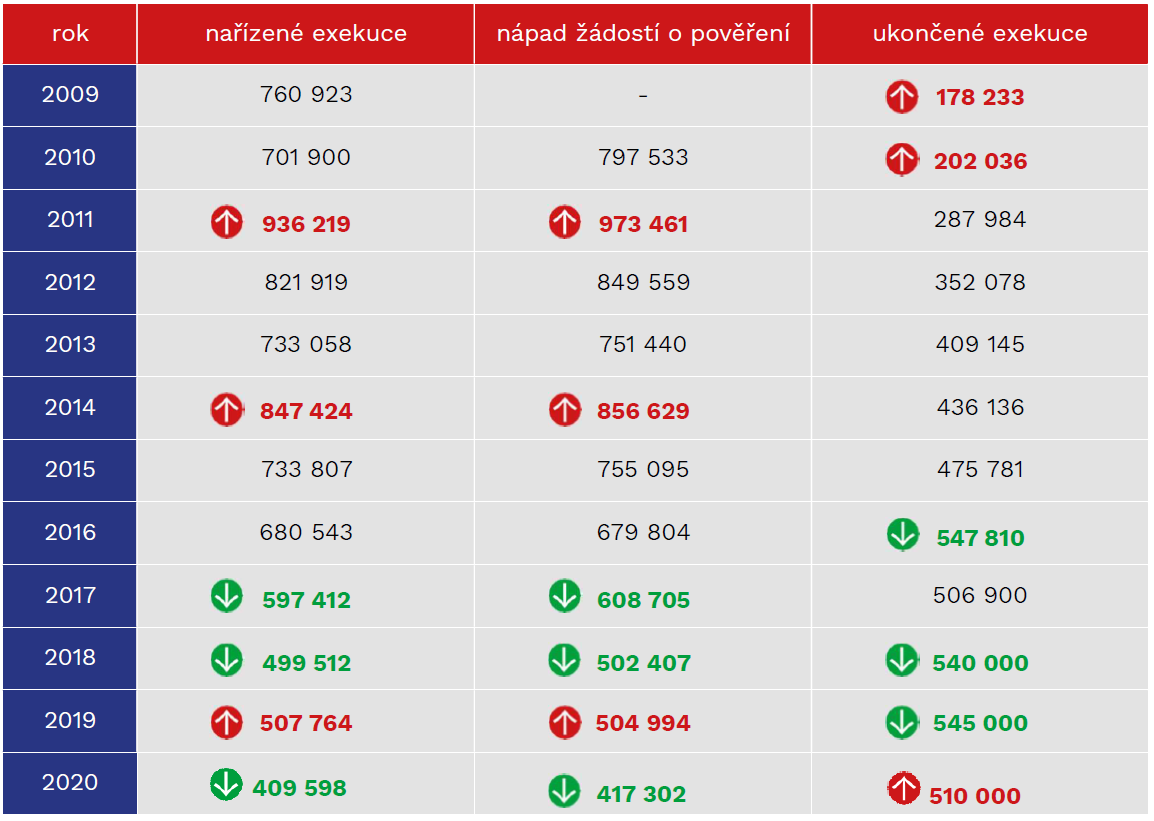 rok nařízené exekuce nápad žádostí o pověření ukončené exekuce
2009 760 923 - 178 233
2010 701 900 797 533 202 036
2011 936 219 973 461 287 984
2012 821 919 849 559 352 078
2013 733 058 751 440 409 145
2014 847 424 856 629 436 136
2015 733 807 755 095 475 781
2016 680 543 679 804 547 810
2017 597 412 608 705 506 900
2018 499 512 502 407 540 000
2019 507 764 504 994 545 000
2020 409 598 417 302 510 000